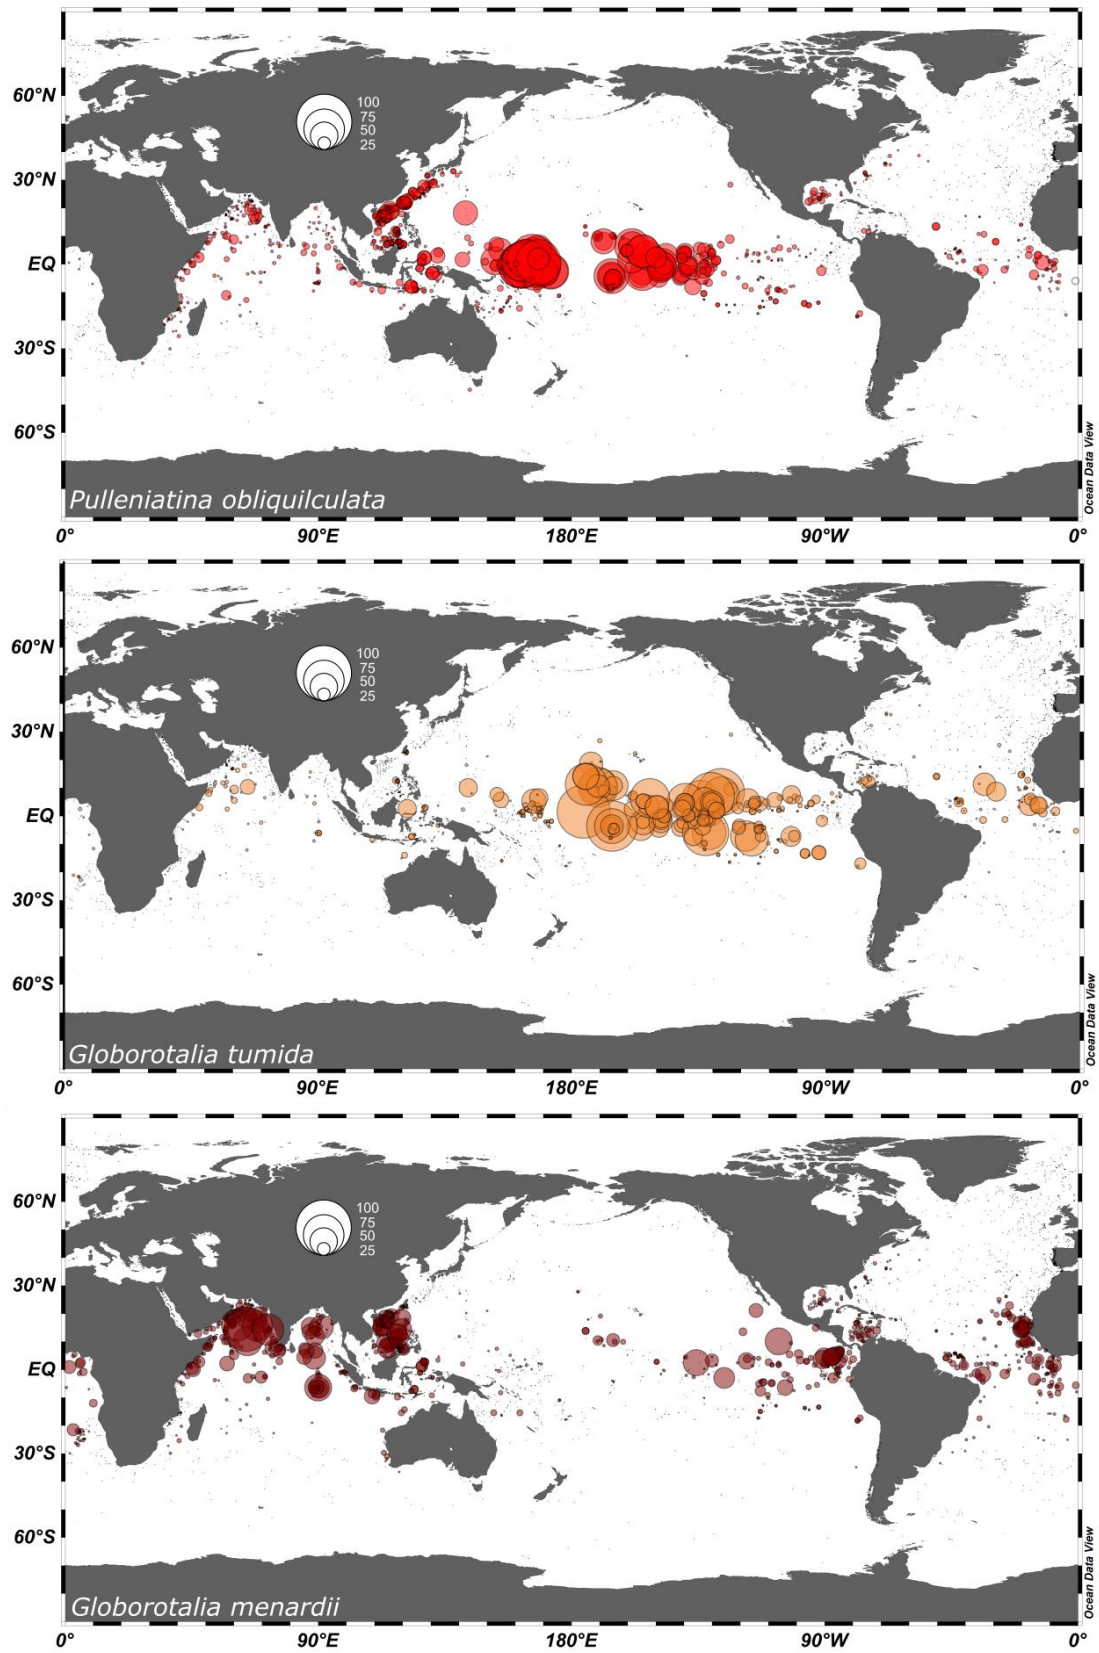 60°N
30°N
EQ
30°S
60°S
100
75
50
25
Pulleniatina obliquilculata
Ocean Data View
0°
90°E
180°E
90°W
0°
60°N
30°N
EQ
30°S
60°S
100
75
50
25
Globorotalia tumida
Ocean Data View
0°
90°E
180°E
90°W
0°
60°N
30°N
EQ
30°S
60°S
100
75
50
25
Globorotalia menardii
Ocean Data View
0°
90°E
180°E
90°W
0°